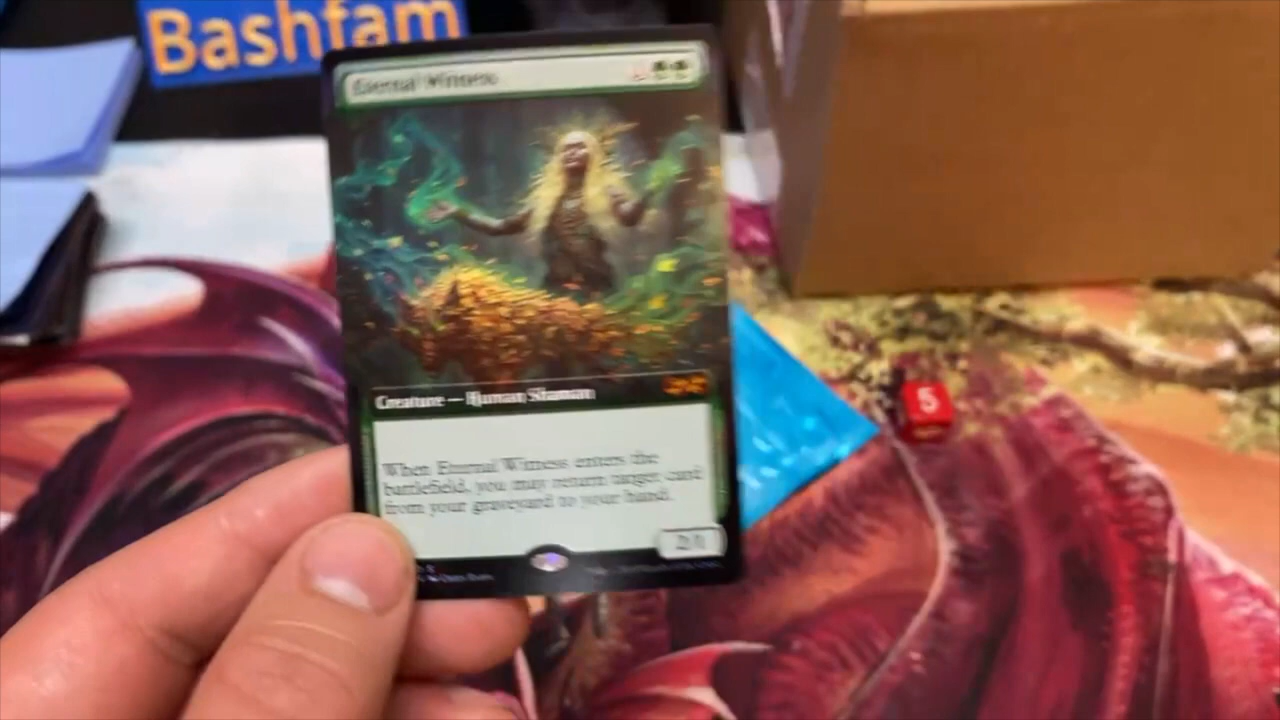 Bashfam
Eternal Witness
Creature — Human Shaman
When Eternal Witness enters the
battlefield, you may return target card
from your graveyard to your hand.
2/1
5